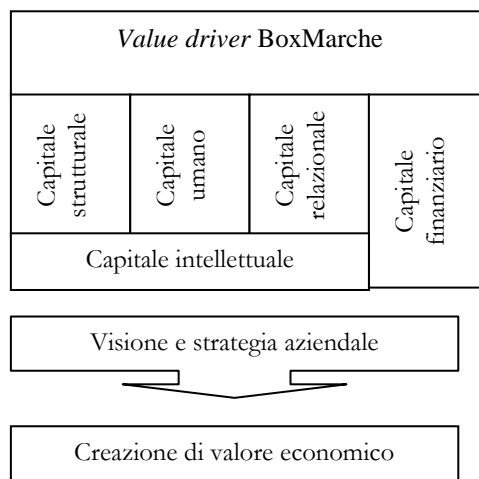 Value driver BoxMarche
Capitale
strutturale
Capitale
umano
Capitale
relazionale
Capitale
finanziario
Capitale intellettuale
Visione e strategia aziendale
Creazione di valore economico